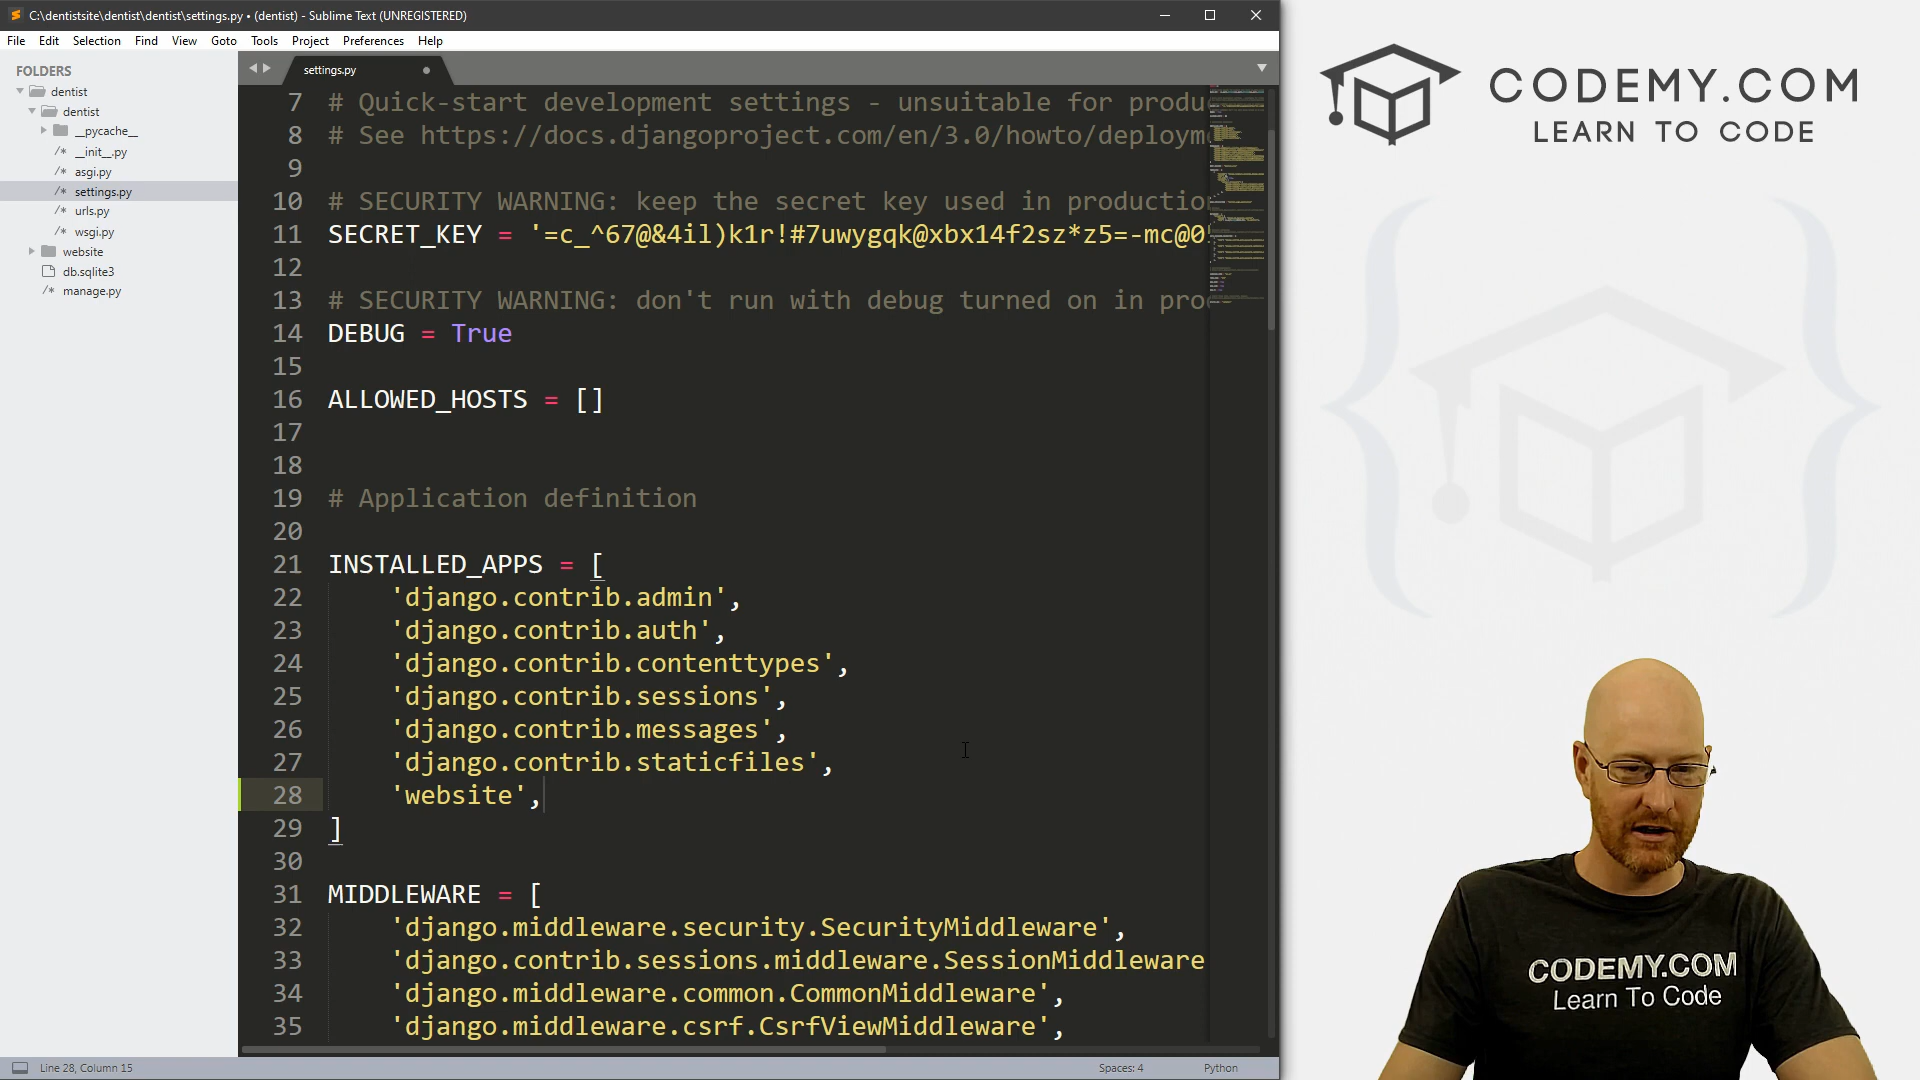 C:\dentistsite\dentist\dentist\settings.py • (dentist) - Sublime Text (UNREGISTERED)
File Edit Selection Find View Goto Tools Project Preferences Help
FOLDERS
dentist
dentist
__pycache__
/* __init__.py
/* asgi.py
/* settings.py
/* urls.py
/* wsgi.py
website
db.sqlite3
/* manage.py
settings.py
7 # Quick-start development settings - unsuitable for produ
8 # See https://docs.djangoproject.com/en/3.0/howto/deploym
9
10 # SECURITY WARNING: keep the secret key used in productio
11 SECRET_KEY = '=c_^67@&4il)k1r!#7uwygqk@xbx14f2sz*z5=-mc@0
12
13 # SECURITY WARNING: don't run with debug turned on in pro
14 DEBUG = True
15
16 ALLOWED_HOSTS = []
17
18
19 # Application definition
20
21 INSTALLED_APPS = [
22 'django.contrib.admin',
23 'django.contrib.auth',
24 'django.contrib.contenttypes',
25 'django.contrib.sessions',
26 'django.contrib.messages',
27 'django.contrib.staticfiles',
28 'website',
29 ]
30
31 MIDDLEWARE = [
32 'django.middleware.security.SecurityMiddleware',
33 'django.contrib.sessions.middleware.SessionMiddleware
34 'django.middleware.common.CommonMiddleware',
35 'django.middleware.csrf.CsrfViewMiddleware',
Line 28, Column 15
Spaces: 4
Python
CODEMY.COM
LEARN TO CODE
CODEMY.COM
Learn To Code